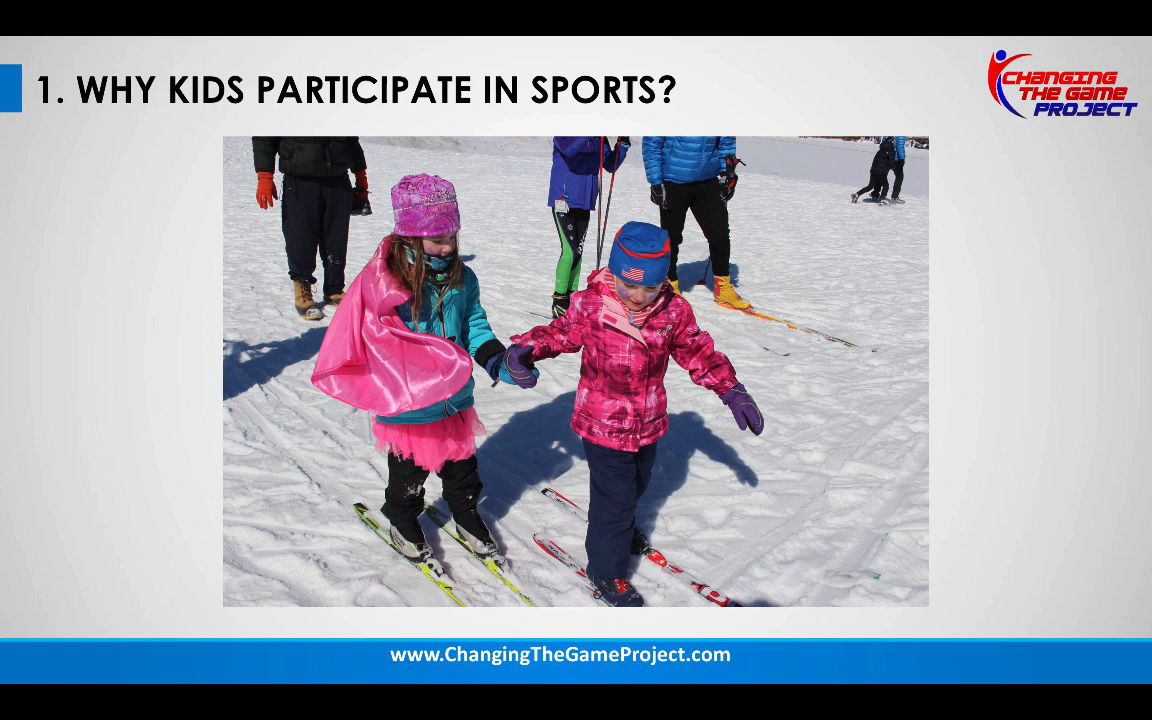 1. WHY KIDS PARTICIPATE IN SPORTS?
CHANGING
THE GAME
PROJECT
www.ChangingTheGameProject.com